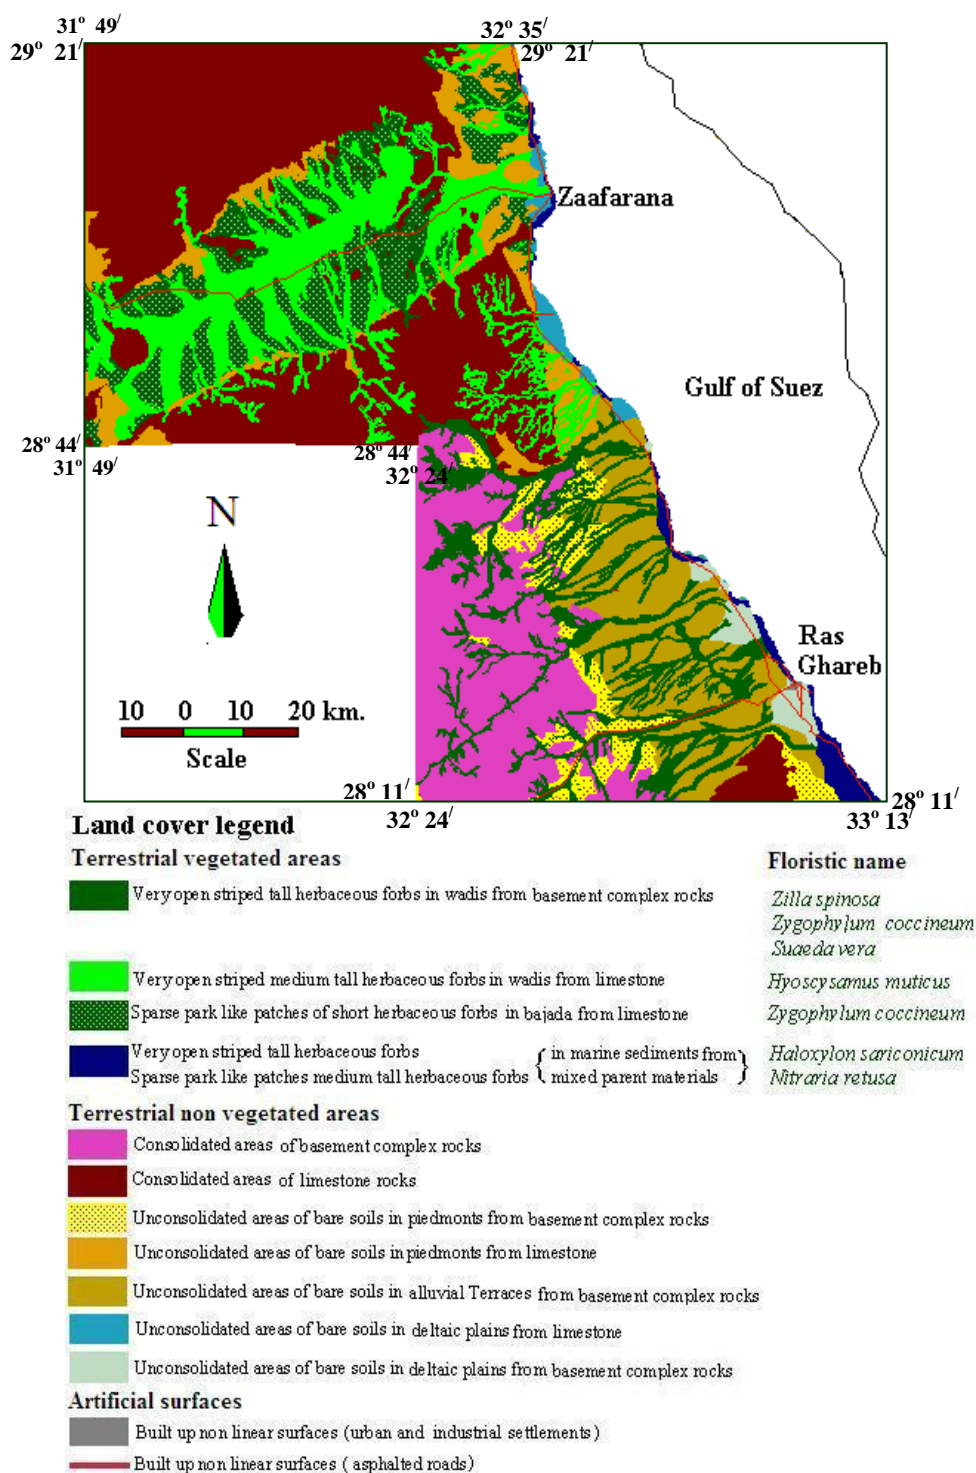 31° 49/
32° 35/
29° 21/
29° 21/
Zaafarana
Gulf of Suez
28° 44/
31° 49/
28° 44/
32° 24/
N
Ras
Ghareb
10 0 10 20 km.
Scale
28° 11/
32° 24/
28° 11/
33° 13/
Land cover legend
Terrestrial vegetated areas
Floristic name
Very open striped tall herbaceous forbs in wadis from basement complex rocks
Zilla spinosa
Zygophylum coccineum
Suaeda vera
Very open striped medium tall herbaceous forbs in wadis from limestone
Hyoscysamus muticus
Sparse park like patches of short herbaceous forbs in bajada from limestone
Zygophylum coccineum
Very open striped tall herbaceous forbs { in marine sediments from }
Haloxylon sariconicum
Sparse park like patches medium tall herbaceous forbs mixed parent materials
Nitraria retusa
Terrestrial non vegetated areas
Consolidated areas of basement complex rocks
Consolidated areas of limestone rocks
Unconsolidated areas of bare soils in piedmonts from basement complex rocks
Unconsolidated areas of bare soils in piedmonts from limestone
Unconsolidated areas of bare soils in alluvial Terraces from basement complex rocks
Unconsolidated areas of bare soils in deltaic plains from limestone
Unconsolidated areas of bare soils in deltaic plains from basement complex rocks
Artificial surfaces
Built up non linear surfaces (urban and industrial settlements)
Built up non linear surfaces ( asphalted roads)